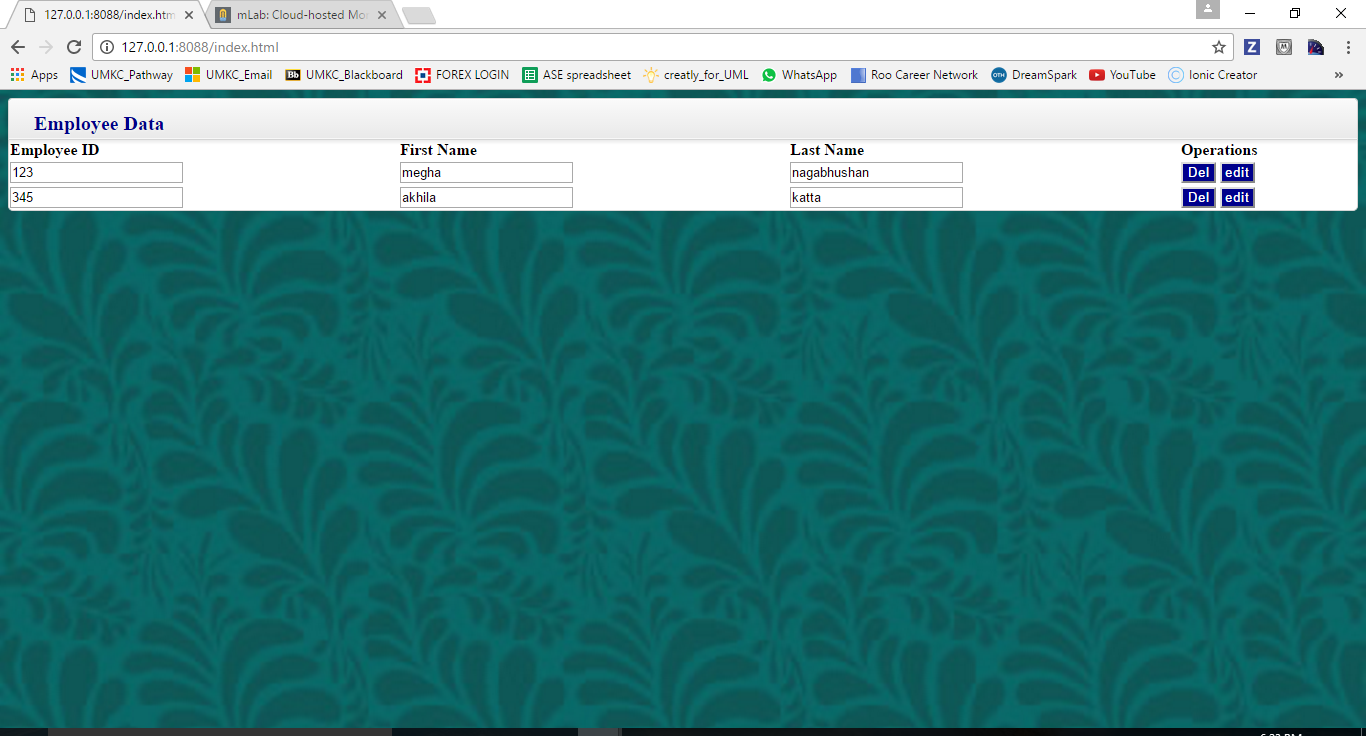 127.0.0.1:8088/index.htm
mLab: Cloud-hosted Mo
127.0.0.1:8088/index.html
Apps UMKC_Pathway UMKC_Email Bb UMKC_Blackboard FOREX LOGIN ASE spreadsheet creatly_for_UML WhatsApp Roo Career Network OTH DreamSpark YouTube Ionic Creator »
Employee Data
Employee ID First Name Last Name Operations
123 megha nagabhushan Del edit
345 akhila katta Del edit